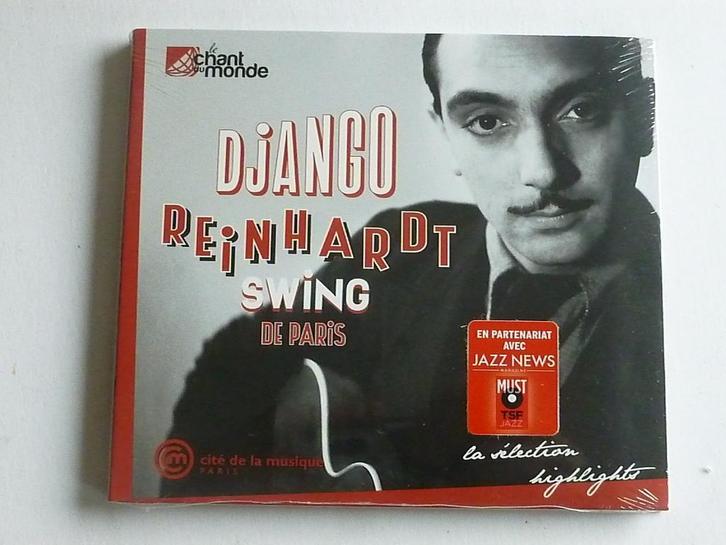 le
chant
du monde
DjANGO
REiNHARDT
SWiNG
DE PARiS
EN PARTENARIAT
AVEC
JAZZ NEWS
MAGAZINE
MUST
TSF
JAZZ
cité de la musique
PARIS
la sélection
highlights